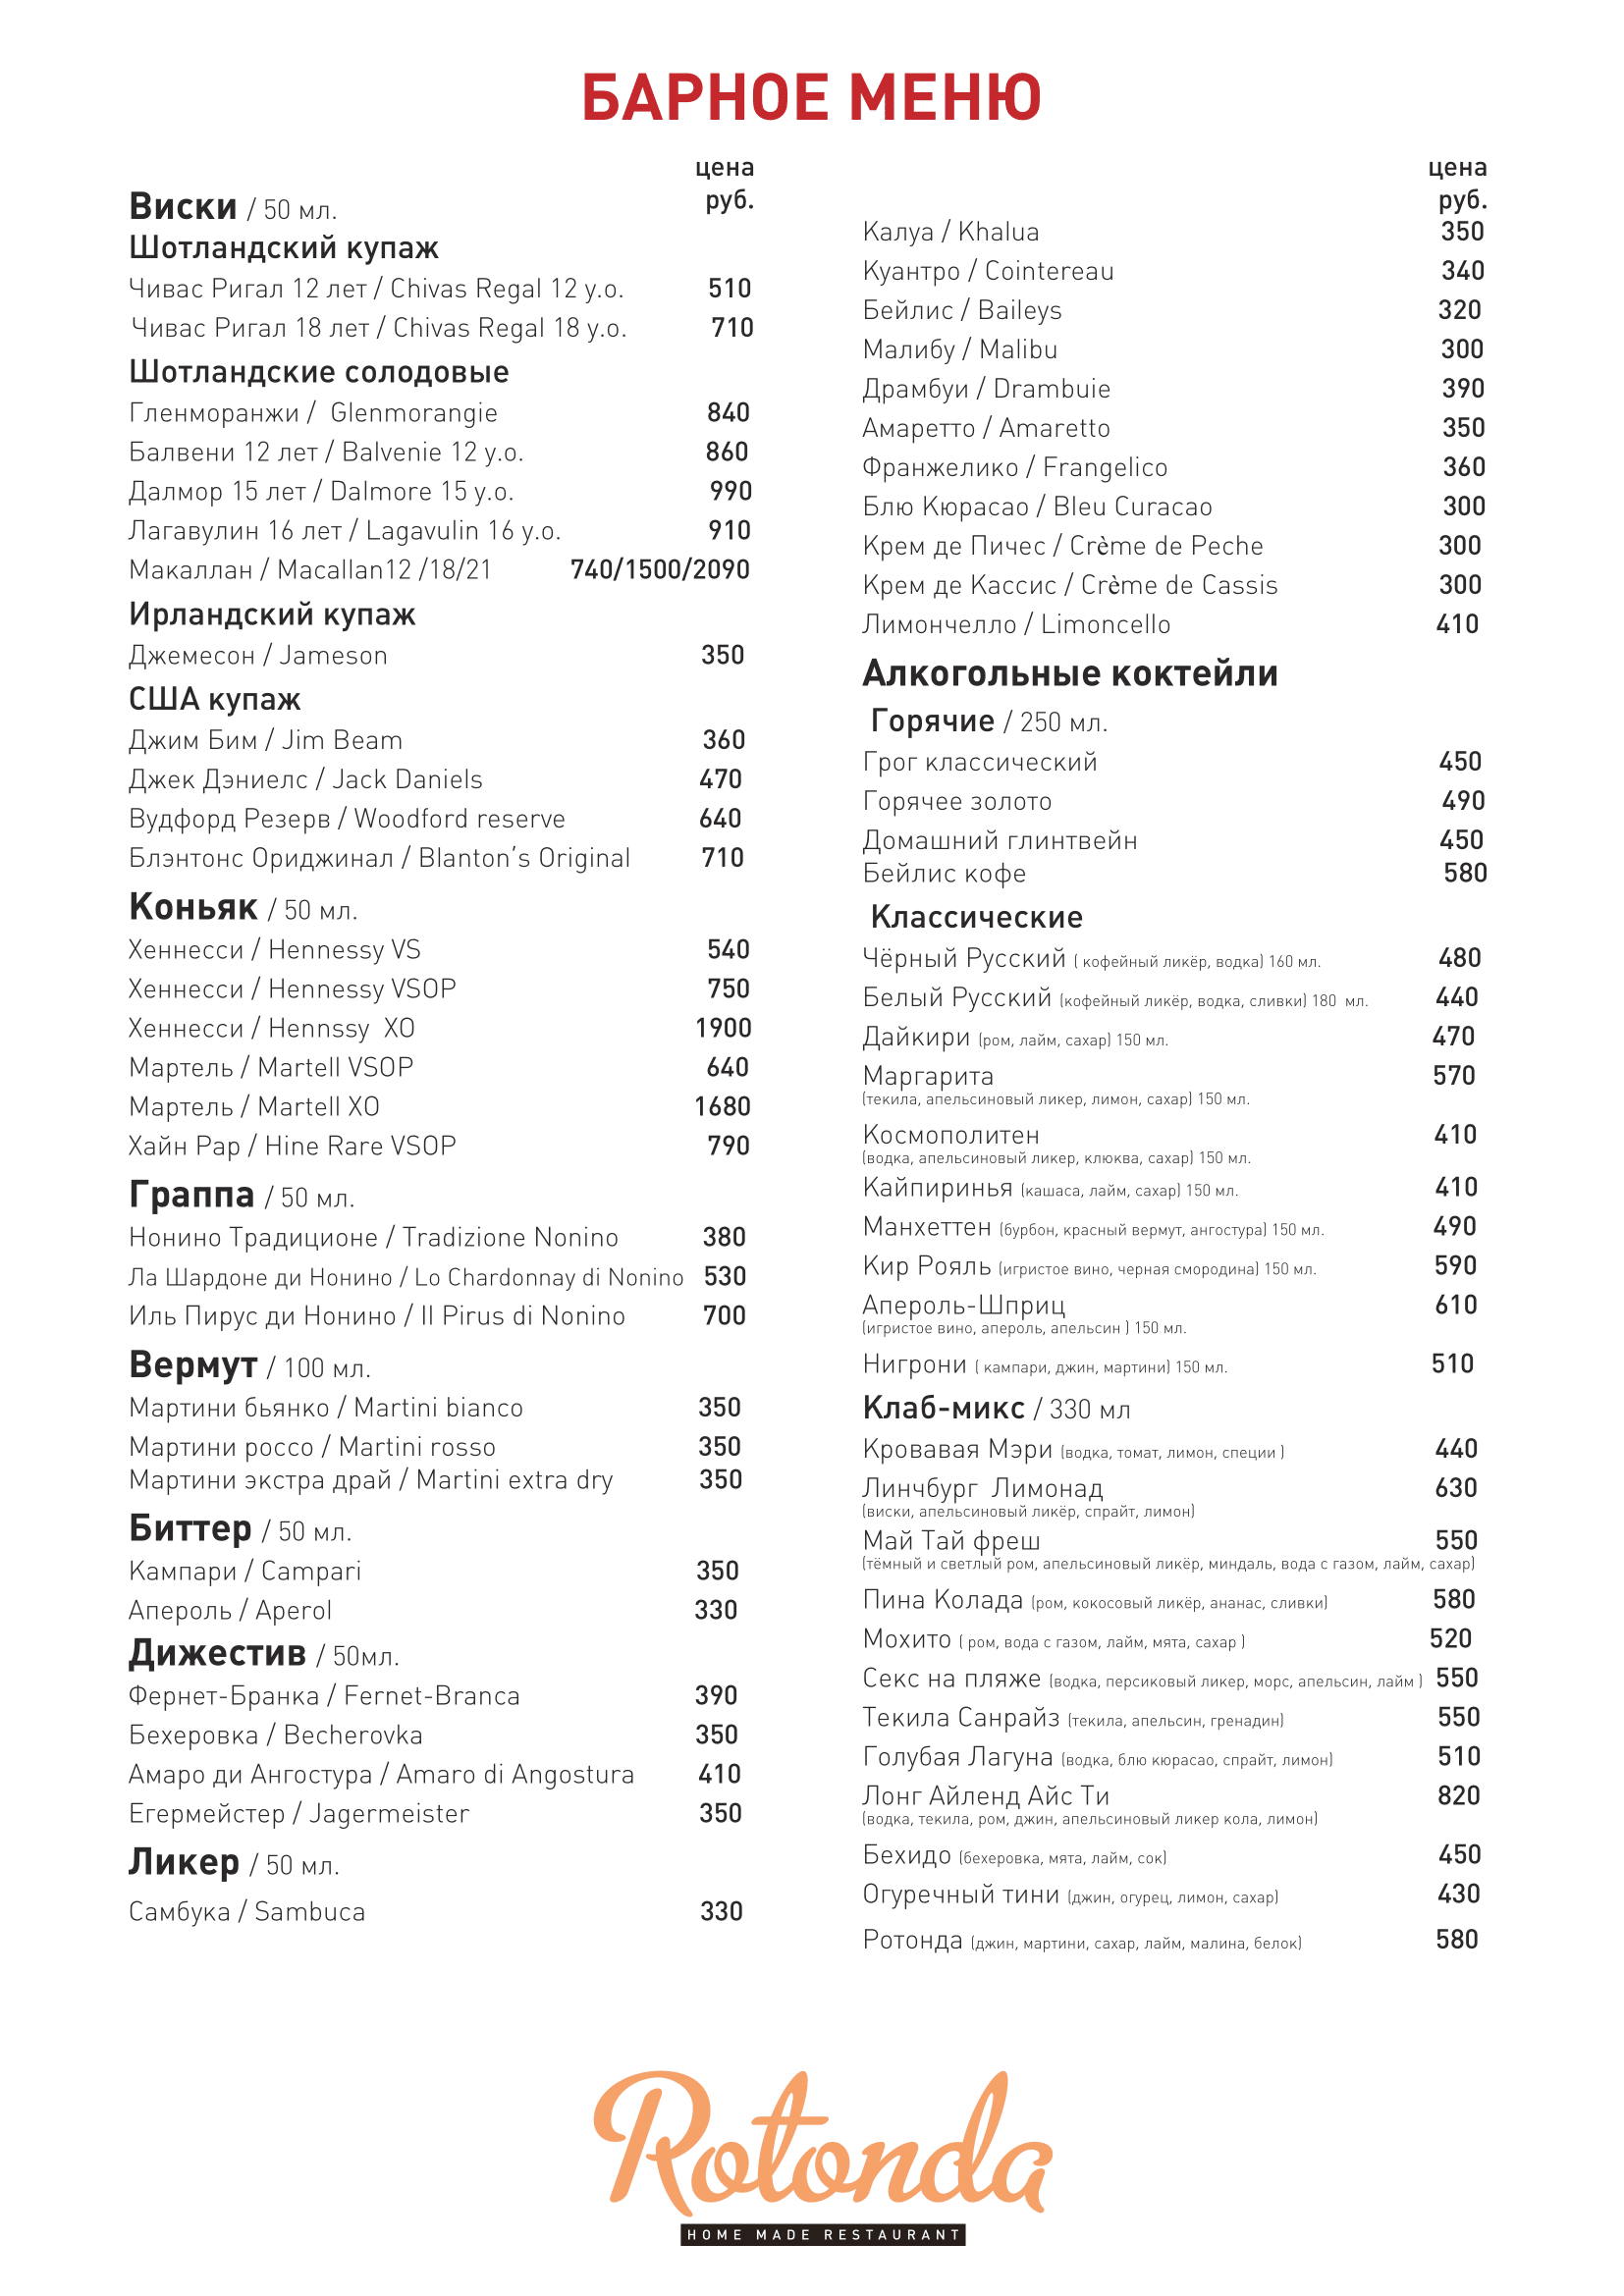 БАРНОЕ МЕНЮ
цена
руб.
Виски / 50 мл.
Шотландский купаж
Чивас Ригал 12 лет / Chivas Regal 12 y.o. 510
Чивас Ригал 18 лет / Chivas Regal 18 y.o. 710
Шотландские солодовые
Гленморанжи / Glenmorangie 840
Балвени 12 лет / Balvenie 12 y.o. 860
Далмор 15 лет / Dalmore 15 y.o. 990
Лагавулин 16 лет / Lagavulin 16 y.o. 910
Макаллан / Macallan12 /18/21 740/1500/2090
Ирландский купаж
Джемесон / Jameson 350
США купаж
Джим Бим / Jim Beam 360
Джек Дэниелс / Jack Daniels 470
Вудфорд Резерв / Woodford reserve 640
Блэнтонс Ориджинал / Blanton's Original 710
Коньяк / 50 мл.
Хеннесси / Hennessy VS 540
Хеннесси / Hennessy VSOP 750
Хеннесси / Hennssy XO 1900
Мартель / Martell VSOP 640
Мартель / Martell XO 1680
Хайн Рар / Hine Rare VSOP 790
Граппа / 50 мл.
Нонино Традиционе / Tradizione Nonino 380
Ла Шардоне ди Нонино / Lo Chardonnay di Nonino 530
Иль Пирус ди Нонино / Il Pirus di Nonino 700
Вермут / 100 мл.
Мартини бьянко / Martini bianco 350
Мартини россо / Martini rosso 350
Мартини экстра драй / Martini extra dry 350
Биттер / 50 мл.
Кампари / Campari 350
Апероль / Aperol 330
Дижестив / 50мл.
Фернет-Бранка / Fernet-Branca 390
Бехеровка / Becherovka 350
Амаро ди Ангостура / Amaro di Angostura 410
Егермейстер / Jagermeister 350
Ликер / 50 мл.
Самбука / Sambuca 330
цена
руб.
Калуа / Khalua 350
Куантро / Cointereau 340
Бейлис / Baileys 320
Малибу / Malibu 300
Драмбуи / Drambuie 390
Амаретто / Amaretto 350
Франжелико / Frangelico 360
Блю Кюрасао / Bleu Curacao 300
Крем де Пичес / Crème de Peche 300
Крем де Кассис / Crème de Cassis 300
Лимончелло / Limoncello 410
Алкогольные коктейли
Горячие / 250 мл.
Грог классический 450
Горячее золото 490
Домашний глинтвейн 450
Бейлис кофе 580
Классические
Чёрный Русский ( кофейный ликёр, водка) 160 мл. 480
Белый Русский (кофейный ликёр, водка, сливки) 180 мл. 440
Дайкири (ром, лайм, сахар) 150 мл. 470
Маргарита 570
(текила, апельсиновый ликер, лимон, сахар) 150 мл.
Космополитен 410
(водка, апельсиновый ликер, клюква, сахар) 150 мл.
Кайпиринья (кашаса, лайм, сахар) 150 мл. 410
Манхеттен (бурбон, красный вермут, ангостура) 150 мл. 490
Кир Рояль (игристое вино, черная смородина) 150 мл. 590
Апероль-Шприц 610
(игристое вино, апероль, апельсин ) 150 мл.
Нигрони ( кампари, джин, мартини) 150 мл. 510
Клаб-микс / 330 мл
Кровавая Мэри (водка, томат, лимон, специи ) 440
Линчбург Лимонад 630
(виски, апельсиновый ликёр, спрайт, лимон)
Май Тай фреш 550
(тёмный и светлый ром, апельсиновый ликёр, миндаль, вода с газом, лайм, сахар)
Пина Колада (ром, кокосовый ликёр, ананас, сливки) 580
Мохито ( ром, вода с газом, лайм, мята, сахар ) 520
Секс на пляже (водка, персиковый ликер, морс, апельсин, лайм ) 550
Текила Санрайз (текила, апельсин, гренадин) 550
Голубая Лагуна (водка, блю кюрасао, спрайт, лимон) 510
Лонг Айленд Айс Ти 820
(водка, текила, ром, джин, апельсиновый ликер кола, лимон)
Бехидо (бехеровка, мята, лайм, сок) 450
Огуречный тини (джин, огурец, лимон, сахар) 430
Ротонда (джин, мартини, сахар, лайм, малина, белок) 580
Rotonda
HOME MADE RESTAURANT